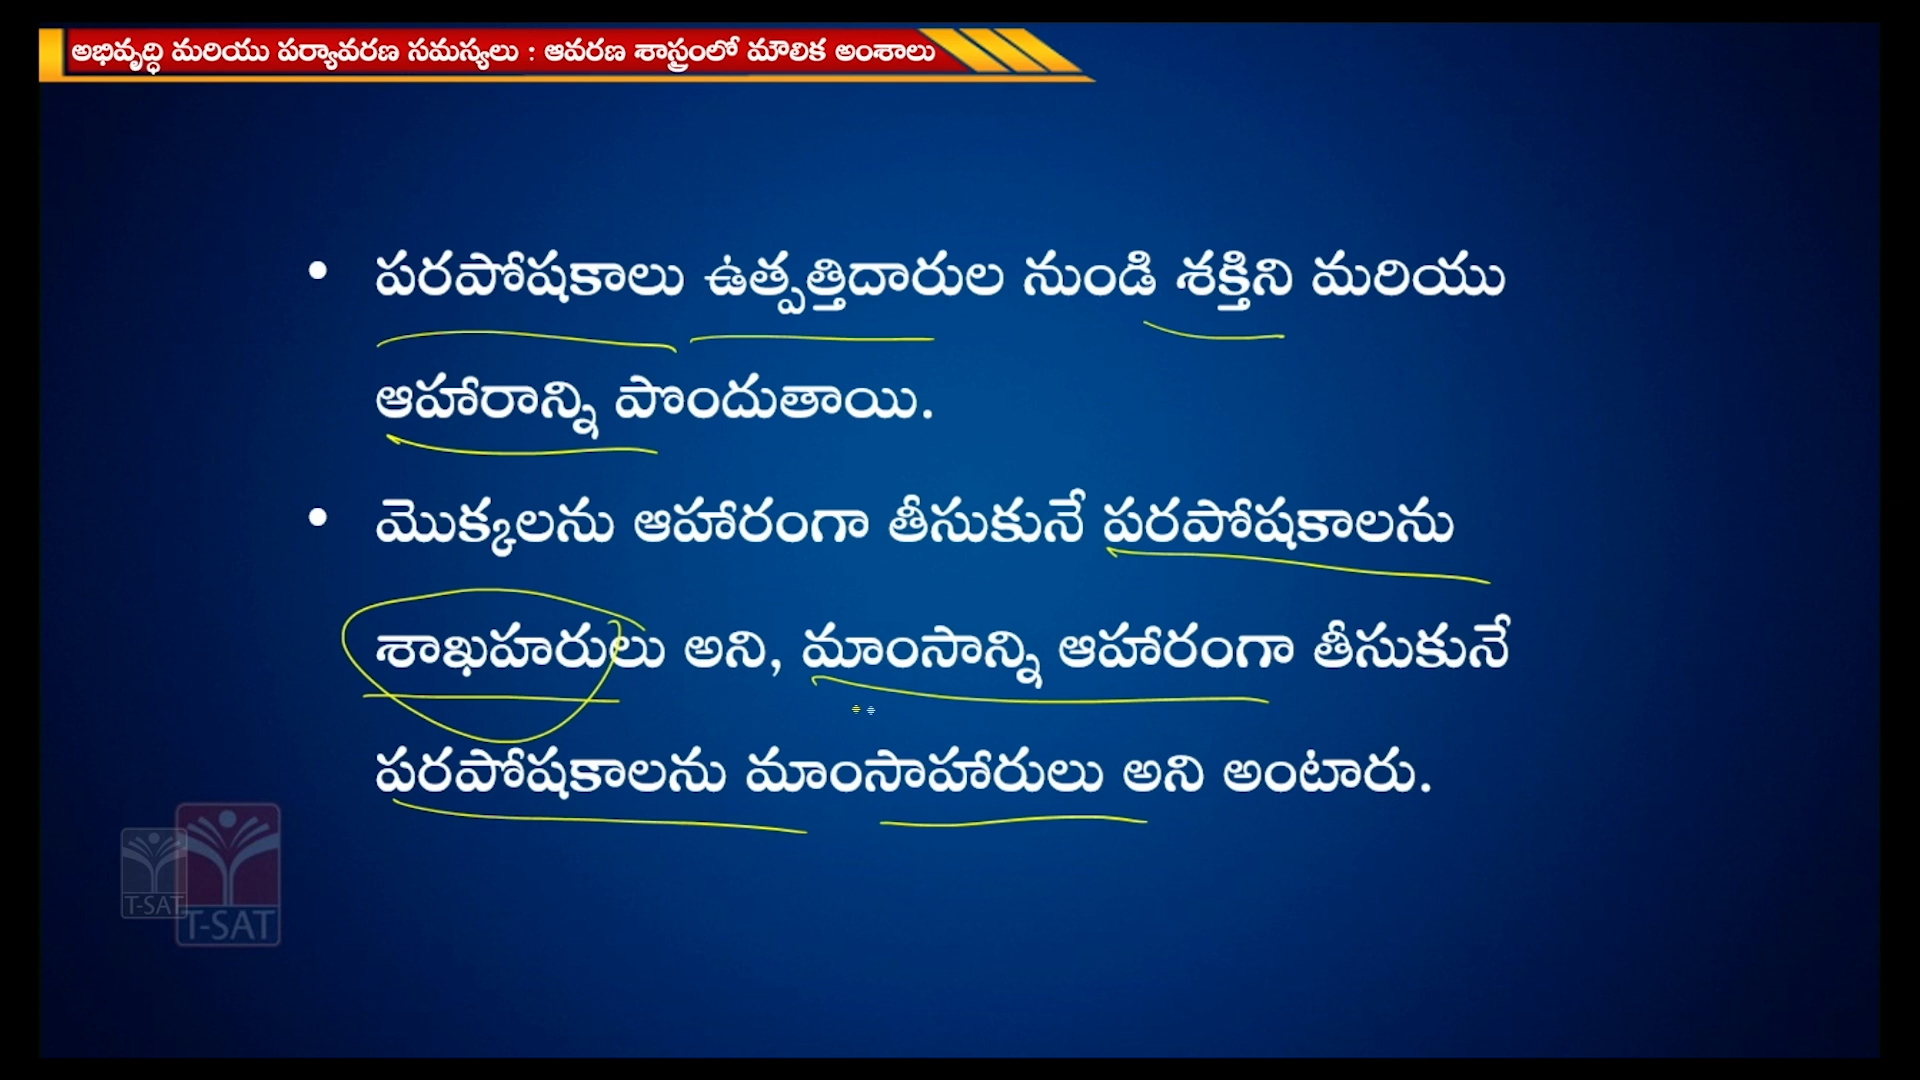 అభివృద్ధి మరియు పర్యావరణ సమస్యలు : ఆవరణ శాస్త్రంలో మౌలిక అంశాలు
• పరపోషకాలు ఉత్పత్తిదారుల నుండి శక్తిని మరియు
ఆహారాన్ని పొందుతాయి.
• మొక్కలను ఆహారంగా తీసుకునే పరపోషకాలను
శాఖహరులు అని, మాంసాన్ని ఆహారంగా తీసుకునే
పరపోషకాలను మాంసాహారులు అని అంటారు.
T-SAT
T-SAT